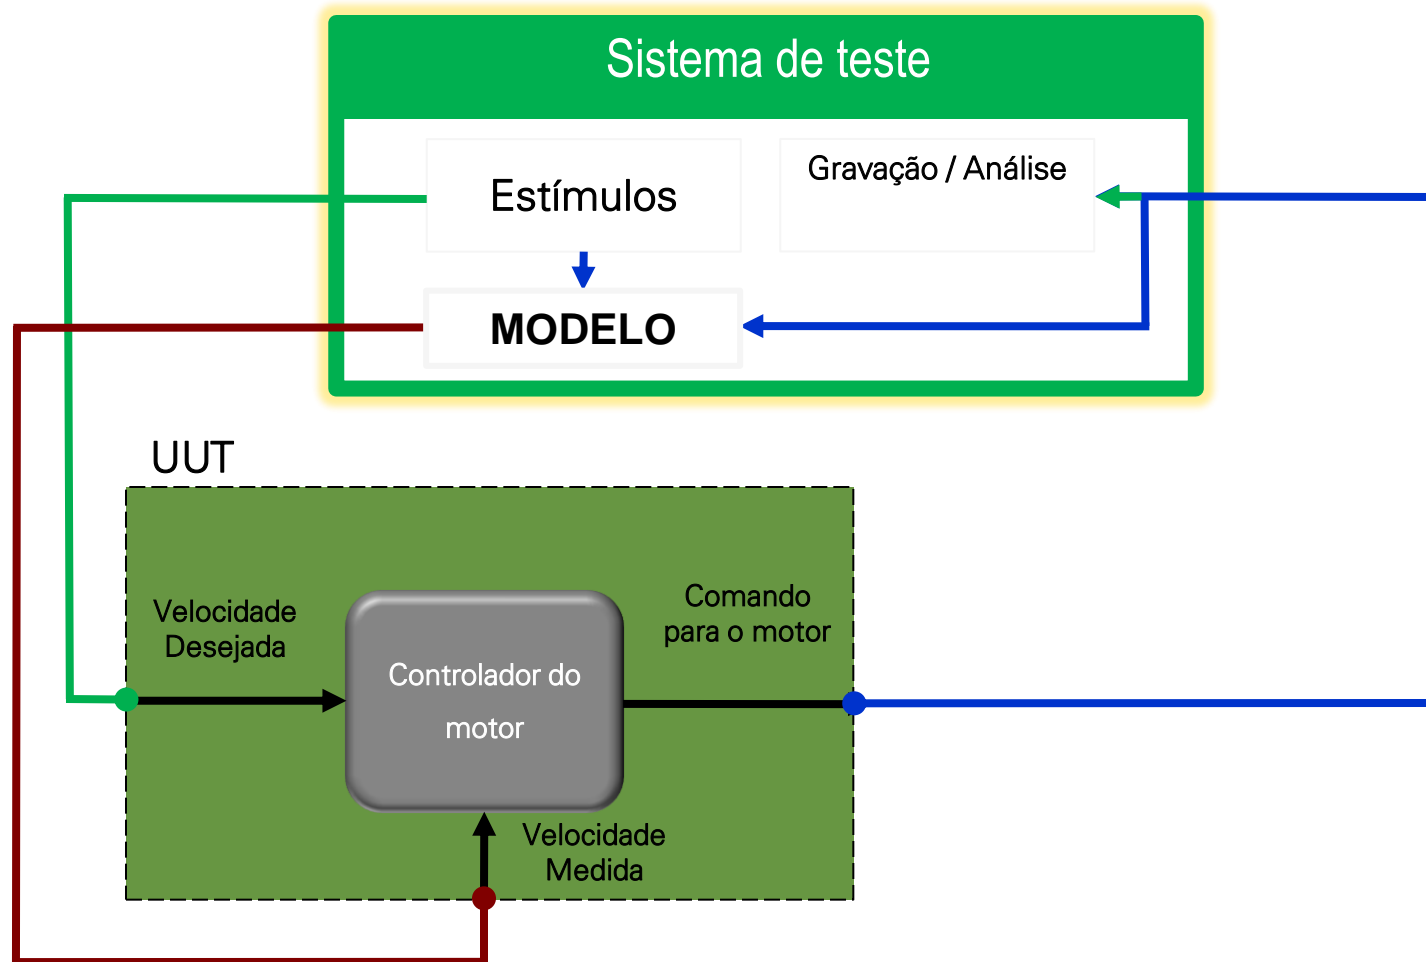 Sistema de teste
Estímulos
Gravação / Análise
MODELO
UUT
Velocidade
Desejada
Controlador do
motor
Comando
para o motor
Velocidade
Medida